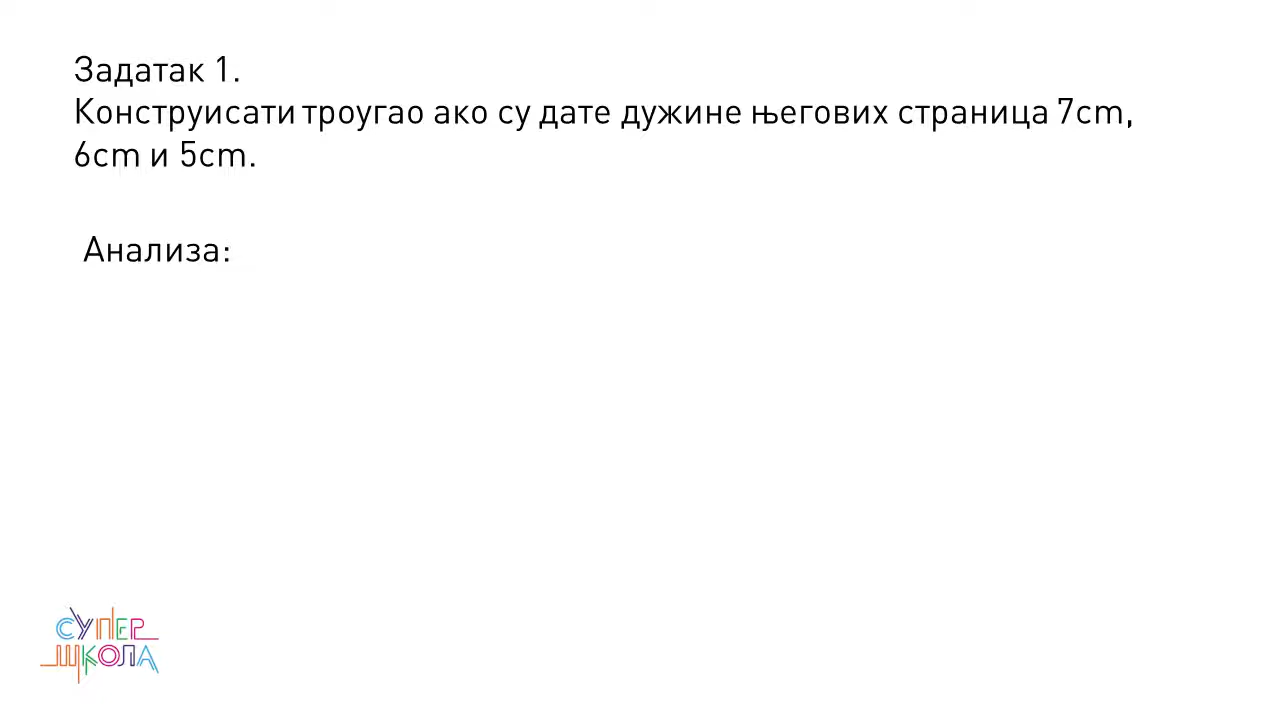 Задатак 1.
Конструисати троугао ако су дате дужине његових страница 7cm,
6cm и 5cm.
Анализа:
СУПЕР
ШКОЛА